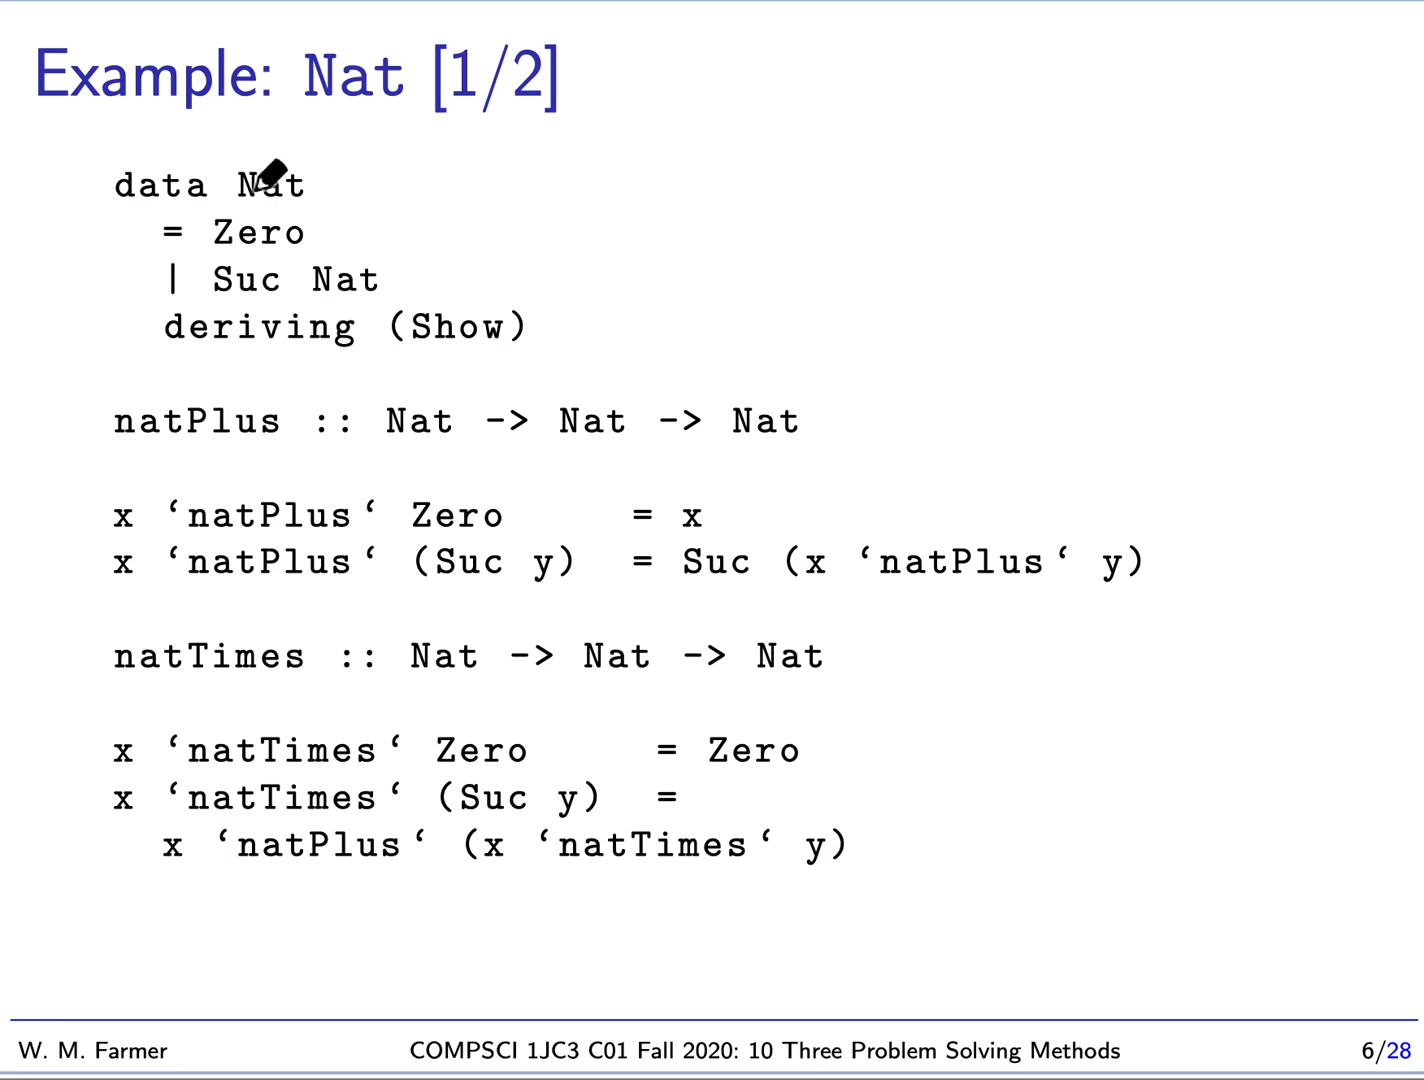 Example: Nat [1/2]
data Nat
= Zero
| Suc Nat
deriving (Show)
natPlus :: Nat -> Nat -> Nat
x ‘natPlus‘ Zero = x
x ‘natPlus‘ (Suc y) = Suc (x ‘natPlus‘ y)
natTimes :: Nat -> Nat -> Nat
x ‘natTimes‘ Zero = Zero
x ‘natTimes‘ (Suc y) =
x ‘natPlus‘ (x ‘natTimes‘ y)
W. M. Farmer COMPSCI 1JC3 C01 Fall 2020: 10 Three Problem Solving Methods 6/28